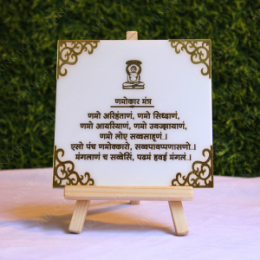 णमोकार मंत्र
णमो अरिहंताणं, णमो सिध्दाणं,
णमो आयरियाणं, णमो उवज्झायाणं,
णमो लोए सव्वसाहूणं.।
एसो पंच णमोक्कारो, सव्वपावप्पणासणो.।
मंगलाणं च सव्वेसिं, पढमं हवई मंगलं.।